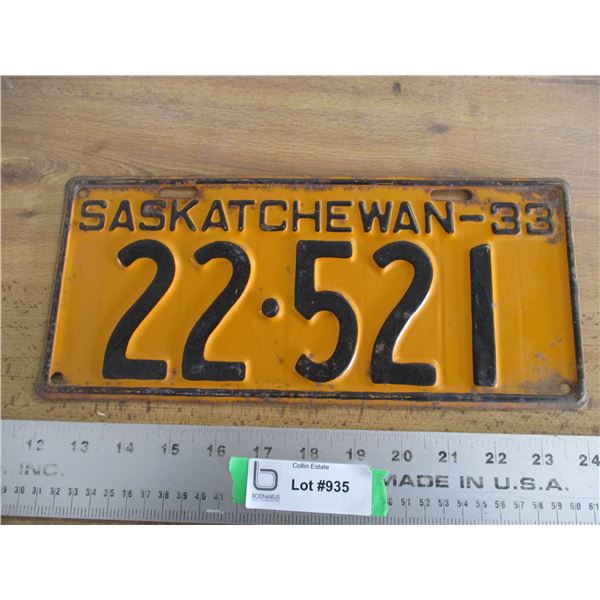 SASKATCHEWAN-33
22·521
12 13 14 15 16 17 18 19 20 21 22 23 24
INC. MADE IN U.S.A.
Collin Estate
Lot #935
b
BODNARUS